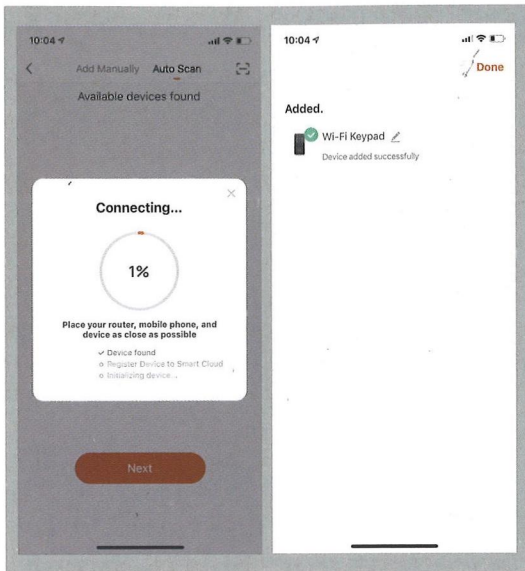 10:04
Add Manually Auto Scan
Available devices found
Connecting...
1%
Place your router, mobile phone, and
device as close as possible
Device found
Register Device to Smart Cloud
Initializing device...
Next
10:04
Done
Added.
Wi-Fi Keypad
Device added successfully